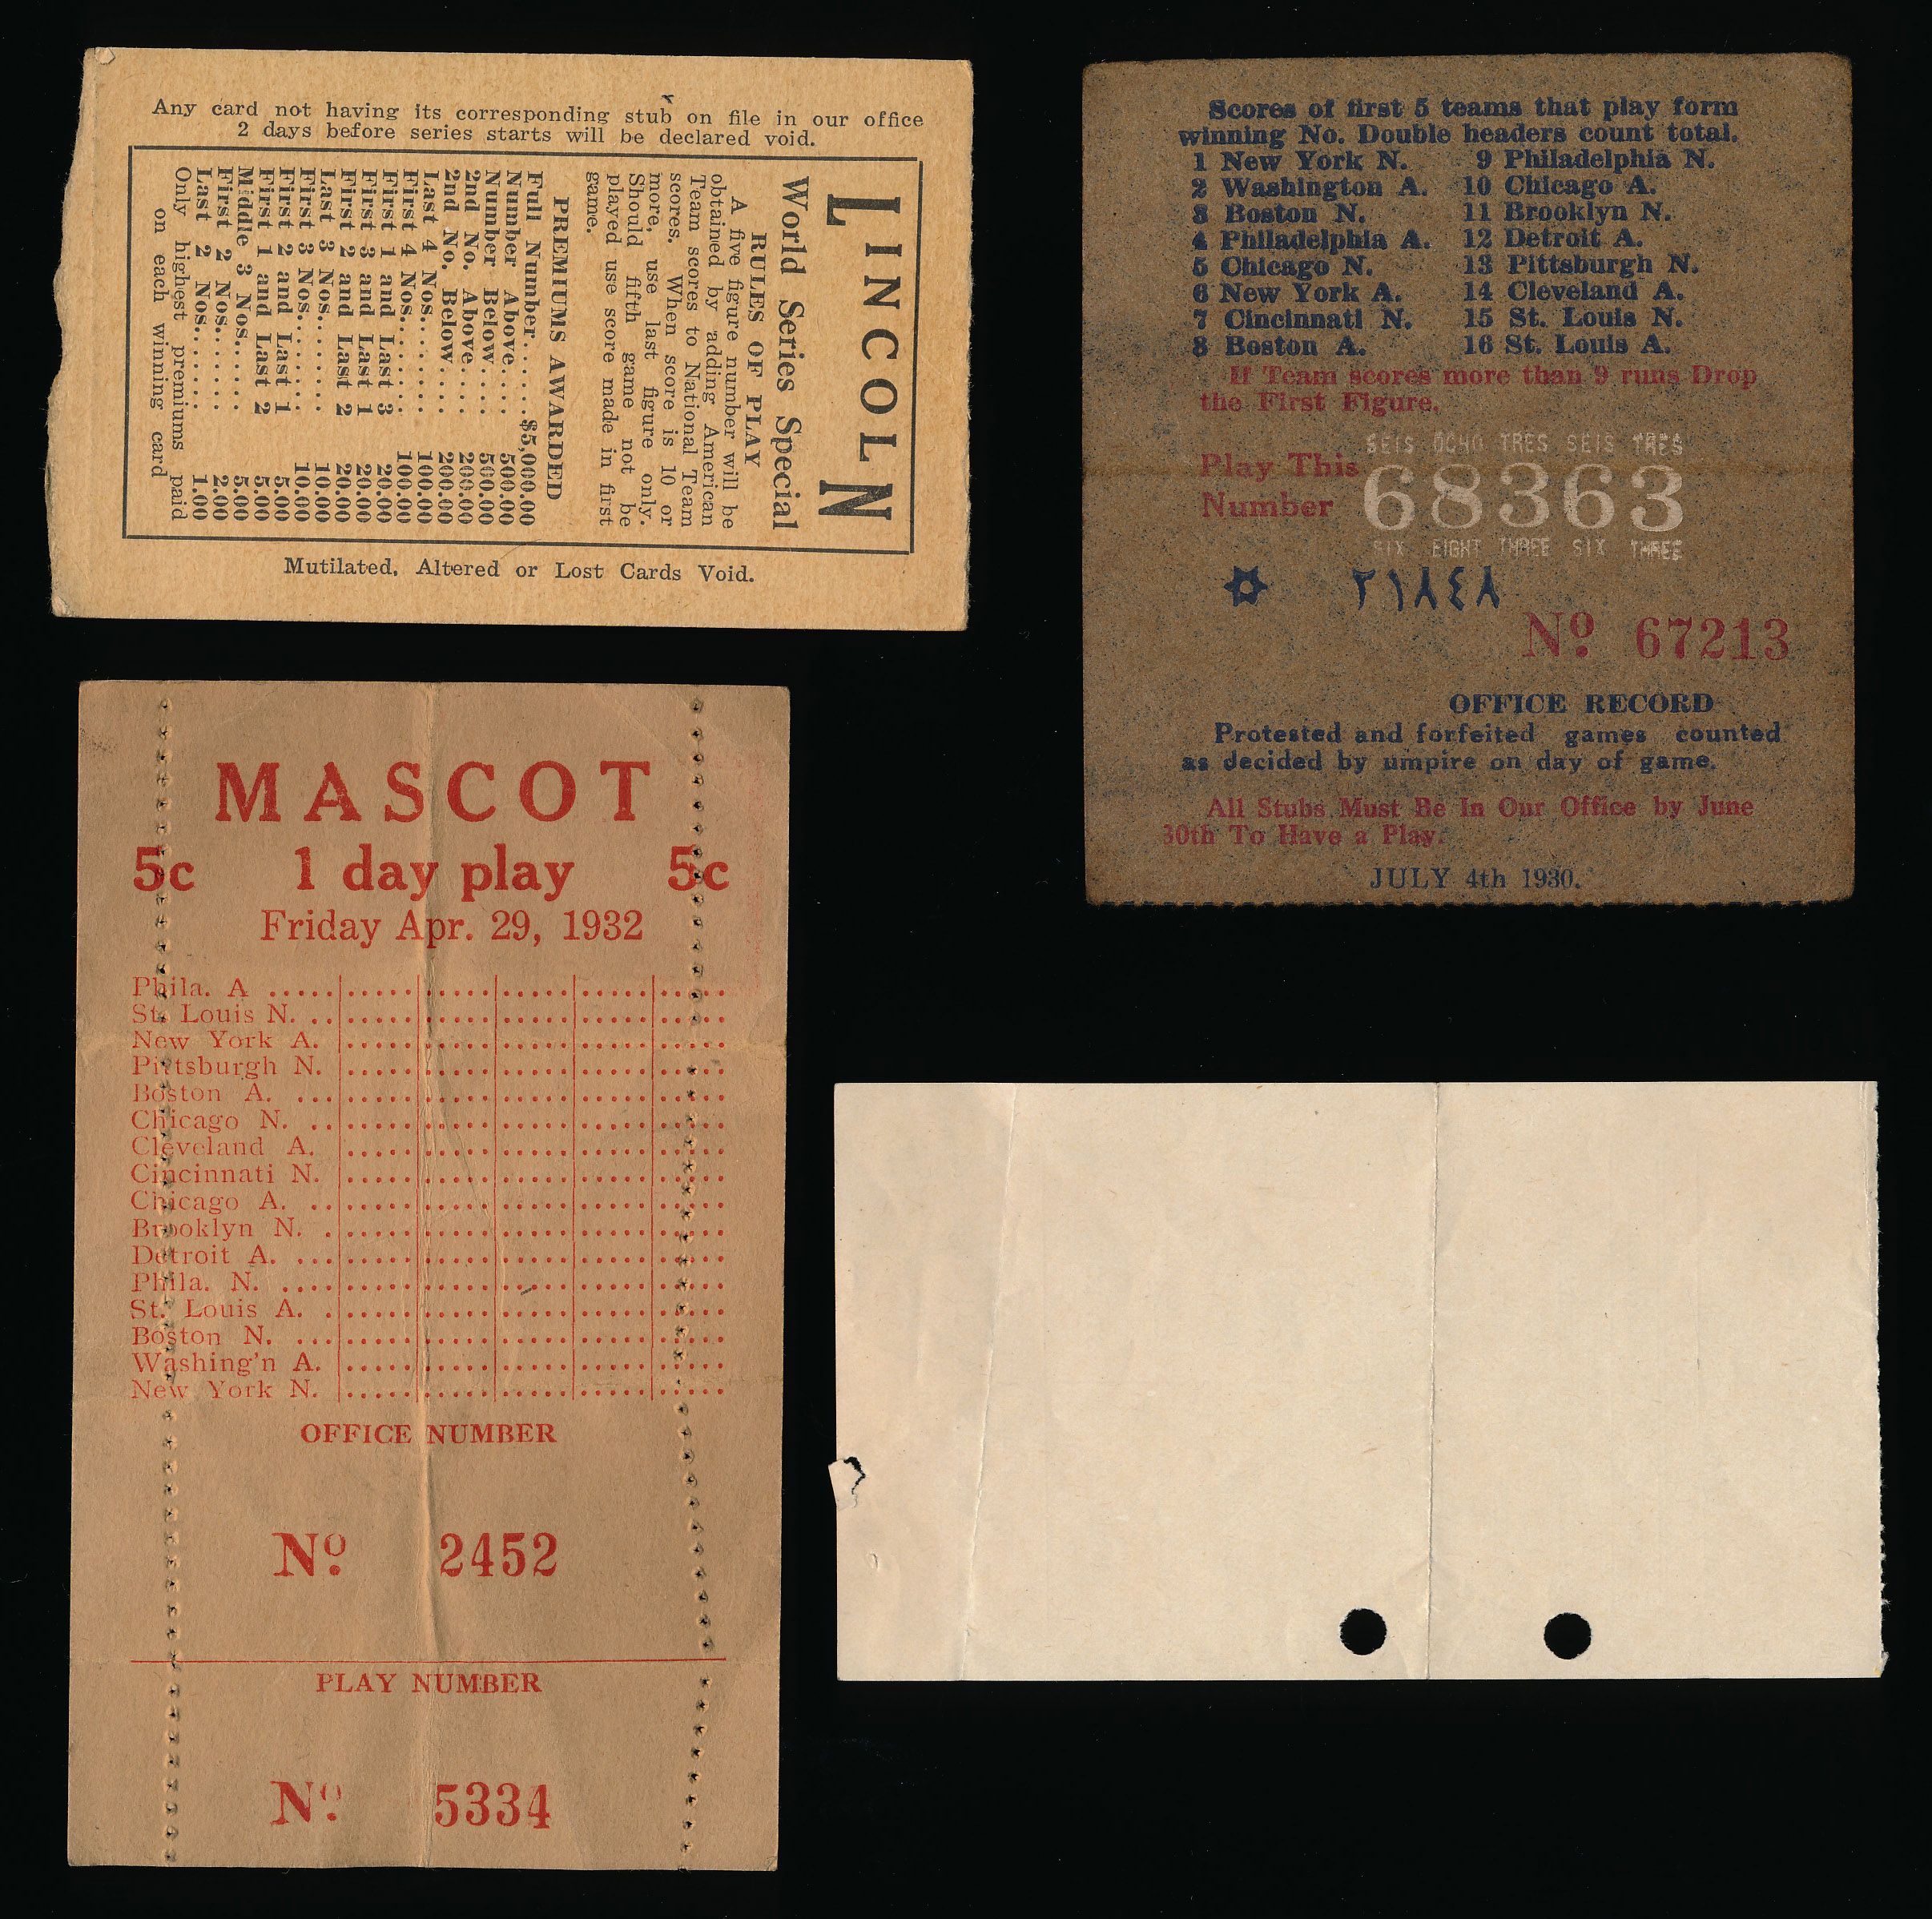 Any card not having its corresponding stub on file in our office
2 days before series starts will be declared void.
LINCOLN
World Series Special
RULES OF PLAY
A five figure number will be
obtained by adding American
Team scores to National Team
scores. When score is 10 or
more, use last figure only.
Should fifth game not be
played use score made in first
game.
PREMIUMS AWARDED
Full Number......$5,000.00
Number Above.... 500.00
Number Below.... 500.00
2nd No. Above.... 200.00
2nd No. Below.... 200.00
Last 4 Nos........ 100.00
First 4 Nos........ 100.00
First 1 and Last 3 20.00
First 3 and Last 1 20.00
First 2 and Last 2 20.00
Last 3 Nos........ 10.00
First 3 Nos........ 10.00
First 2 and Last 1 5.00
First 1 and Last 2 5.00
Middle 3 Nos..... 5.00
First 2 Nos....... 2.00
Last 2 Nos........ 1.00
Only highest premiums paid
on each winning card
Mutilated, Altered or Lost Cards Void.
Scores of first 5 teams that play form
winning No. Double headers count total.
1 New York N. 9 Philadelphia N.
2 Washington A. 10 Chicago A.
3 Boston N. 11 Brooklyn N.
4 Philadelphia A. 12 Detroit A.
5 Chicago N. 13 Pittsburgh N.
6 New York A. 14 Cleveland A.
7 Cincinnati N. 15 St. Louis N.
8 Boston A. 16 St. Louis A.
If Team scores more than 9 runs Drop
the First Figure.
SEIS OCHO TRES SEIS TRES
Play This Number 68363
SIX EIGHT THREE SIX THREE
٢١٨٤٨
Nº 67213
OFFICE RECORD
Protested and forfeited games counted
as decided by umpire on day of game.
All Stubs Must Be In Our Office by June
30th To Have a Play.
JULY 4th 1930.
MASCOT
5c 1 day play 5c
Friday Apr. 29, 1932
Phila. A
St. Louis N.
New York A.
Pittsburgh N.
Boston A.
Chicago N.
Cleveland A.
Cincinnati N.
Chicago A.
Brooklyn N.
Detroit A.
Phila. N.
St. Louis A.
Boston N.
Washing'n A.
New York N.
OFFICE NUMBER
Nº 2452
PLAY NUMBER
Nº 5334